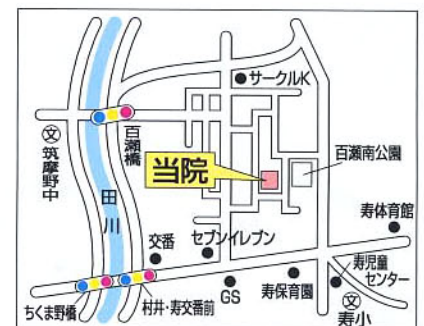 サークルK
百瀬橋
文
筑摩野中
当院
百瀬南公園
田川
寿体育館
交番
セブンイレブン
寿児童
センター
ちくま野橋
村井・寿交番前
GS
寿保育園
文
寿小